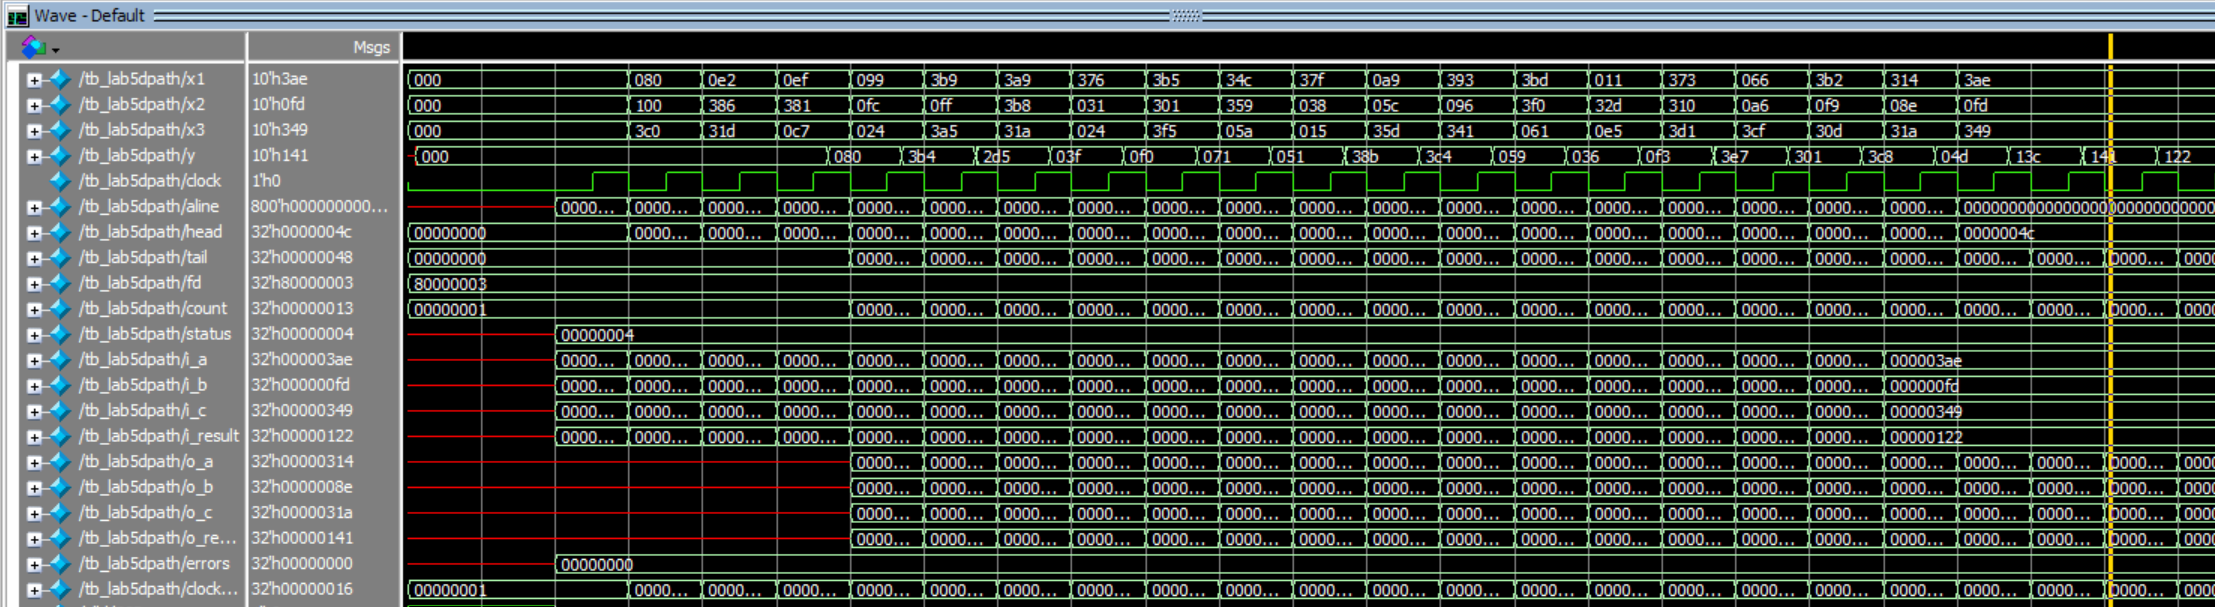 Wave - Default
Msgs
/tb_lab5dpath/x1 10'h3ae 000 080 0e2 0ef 099 3b9 3a9 376 3b5 34c 37f 0a9 393 3bd 011 373 066 3b2 314 3ae
/tb_lab5dpath/x2 10'h0fd 000 100 386 381 0fc 0ff 3b8 031 301 359 038 05c 096 3f0 32d 310 0a6 0f9 08e 0fd
/tb_lab5dpath/x3 10'h349 000 3c0 31d 0c7 024 3a5 31a 024 3f5 05a 015 35d 341 061 0e5 3d1 3cf 30d 31a 349
/tb_lab5dpath/y 10'h141 000 080 3b4 2d5 03f 0f0 071 051 38b 3c4 059 036 0f3 3e7 301 3c8 04d 13c 141 122
/tb_lab5dpath/clock 1'h0
/tb_lab5dpath/aline 800'h000000000... 0000... 0000... 0000... 0000... 0000... 0000... 0000... 0000... 0000... 0000... 0000... 0000... 0000... 0000... 0000... 0000... 0000... 0000... 0000... 0000000000000000000000000000
/tb_lab5dpath/head 32'h0000004c 00000000 0000... 0000... 0000... 0000... 0000... 0000... 0000... 0000... 0000... 0000... 0000... 0000... 0000... 0000... 0000... 0000... 0000... 0000... 0000004c
/tb_lab5dpath/tail 32'h00000048 00000000 0000... 0000... 0000... 0000... 0000... 0000... 0000... 0000... 0000... 0000... 0000... 0000... 0000... 0000... 0000... 0000... 0000... 0000... 0000
/tb_lab5dpath/fd 32'h80000003 80000003
/tb_lab5dpath/count 32'h00000013 00000001 0000... 0000... 0000... 0000... 0000... 0000... 0000... 0000... 0000... 0000... 0000... 0000... 0000... 0000... 0000... 0000... 0000... 0000... 0000
/tb_lab5dpath/status 32'h00000004 00000004
/tb_lab5dpath/i_a 32'h000003ae 0000... 0000... 0000... 0000... 0000... 0000... 0000... 0000... 0000... 0000... 0000... 0000... 0000... 0000... 0000... 0000... 0000... 0000... 000003ae
/tb_lab5dpath/i_b 32'h000000fd 0000... 0000... 0000... 0000... 0000... 0000... 0000... 0000... 0000... 0000... 0000... 0000... 0000... 0000... 0000... 0000... 0000... 0000... 000000fd
/tb_lab5dpath/i_c 32'h00000349 0000... 0000... 0000... 0000... 0000... 0000... 0000... 0000... 0000... 0000... 0000... 0000... 0000... 0000... 0000... 0000... 0000... 0000... 00000349
/tb_lab5dpath/i_result 32'h00000122 0000... 0000... 0000... 0000... 0000... 0000... 0000... 0000... 0000... 0000... 0000... 0000... 0000... 0000... 0000... 0000... 0000... 0000... 00000122
/tb_lab5dpath/o_a 32'h00000314 0000... 0000... 0000... 0000... 0000... 0000... 0000... 0000... 0000... 0000... 0000... 0000... 0000... 0000... 0000... 0000... 0000... 0000... 0000
/tb_lab5dpath/o_b 32'h0000008e 0000... 0000... 0000... 0000... 0000... 0000... 0000... 0000... 0000... 0000... 0000... 0000... 0000... 0000... 0000... 0000... 0000... 0000... 0000
/tb_lab5dpath/o_c 32'h0000031a 0000... 0000... 0000... 0000... 0000... 0000... 0000... 0000... 0000... 0000... 0000... 0000... 0000... 0000... 0000... 0000... 0000... 0000... 0000
/tb_lab5dpath/o_re... 32'h00000141 0000... 0000... 0000... 0000... 0000... 0000... 0000... 0000... 0000... 0000... 0000... 0000... 0000... 0000... 0000... 0000... 0000... 0000... 0000
/tb_lab5dpath/errors 32'h00000000 00000000
/tb_lab5dpath/clock... 32'h00000016 00000001 0000... 0000... 0000... 0000... 0000... 0000... 0000... 0000... 0000... 0000... 0000... 0000... 0000... 0000... 0000... 0000... 0000... 0000... 0000... 0000... 0000... 0000